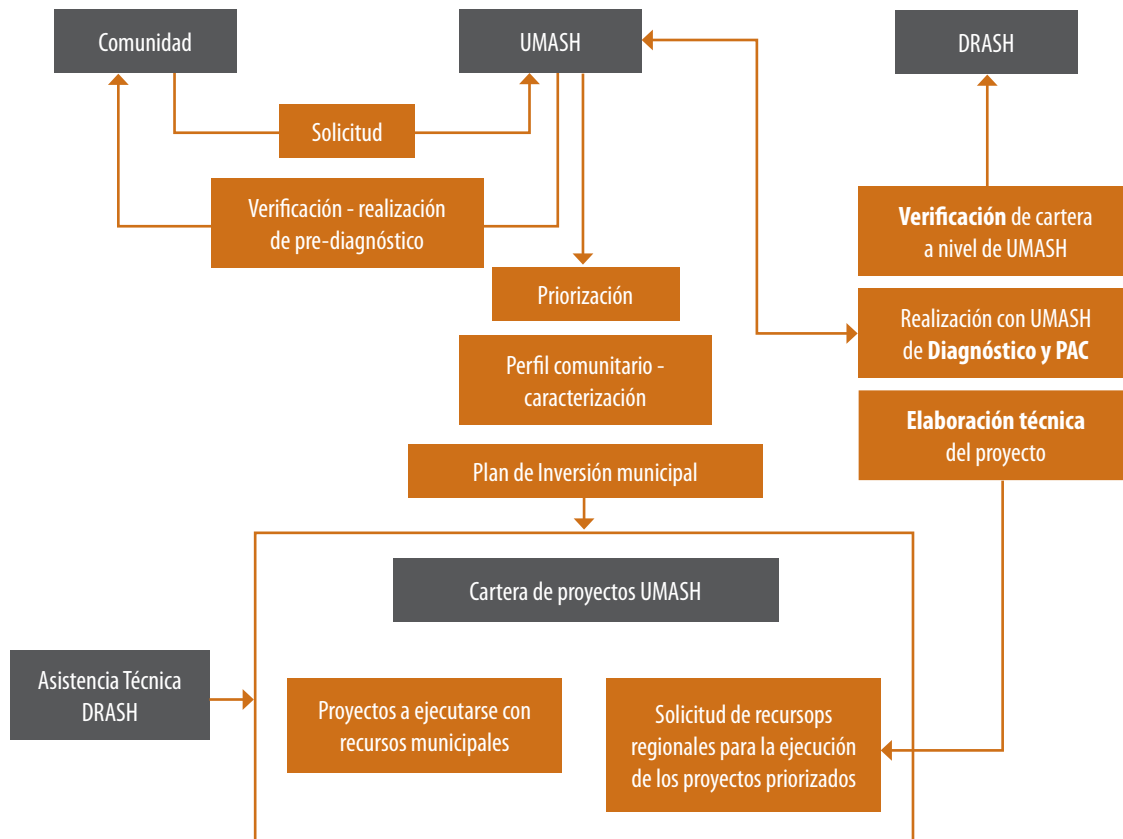 Comunidad
UMASH
DRASH
Solicitud
Verificación - realización
de pre-diagnóstico
Verificación de cartera
a nivel de UMASH
Priorización
Realización con UMASH
de Diagnóstico y PAC
Perfil comunitario -
caracterización
Elaboración técnica
del proyecto
Plan de Inversión municipal
Cartera de proyectos UMASH
Asistencia Técnica
DRASH
Proyectos a ejecutarse con
recursos municipales
Solicitud de recursops
regionales para la ejecución
de los proyectos priorizados